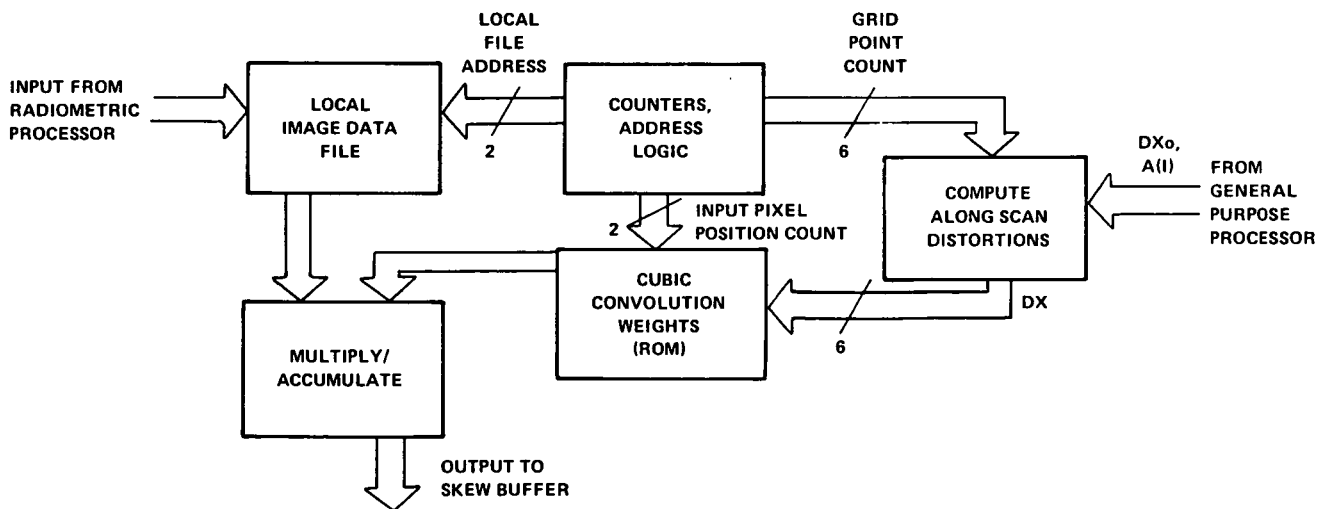 INPUT FROM
RADIOMETRIC
PROCESSOR
LOCAL
IMAGE DATA
FILE
LOCAL
FILE
ADDRESS
2
COUNTERS,
ADDRESS
LOGIC
GRID
POINT
COUNT
6
COMPUTE
ALONG SCAN
DISTORTIONS
DXo,
A(I)
FROM
GENERAL
PURPOSE
PROCESSOR
2
INPUT PIXEL
POSITION COUNT
CUBIC
CONVOLUTION
WEIGHTS
(ROM)
DX
6
MULTIPLY/
ACCUMULATE
OUTPUT TO
SKEW BUFFER